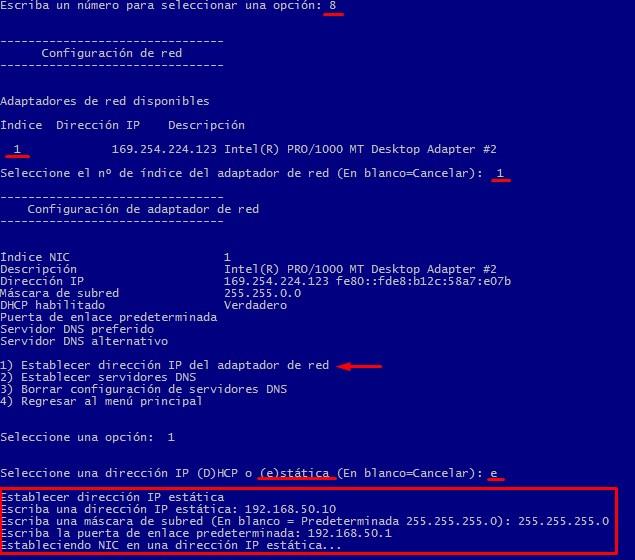 Escriba un número para seleccionar una opción: 8
--------------------------------
Configuración de red
--------------------------------
Adaptadores de red disponibles
Índice Dirección IP Descripción
1 169.254.224.123 Intel(R) PRO/1000 MT Desktop Adapter #2
Seleccione el nº de índice del adaptador de red (En blanco=Cancelar): 1
--------------------------------
Configuración de adaptador de red
--------------------------------
Índice NIC 1
Descripción Intel(R) PRO/1000 MT Desktop Adapter #2
Dirección IP 169.254.224.123 fe80::fde8:b12c:58a7:e07b
Máscara de subred 255.255.0.0
DHCP habilitado Verdadero
Puerta de enlace predeterminada
Servidor DNS preferido
Servidor DNS alternativo
1) Establecer dirección IP del adaptador de red
2) Establecer servidores DNS
3) Borrar configuración de servidores DNS
4) Regresar al menú principal
Seleccione una opción: 1
Seleccione una dirección IP (D)HCP o (e)stática (En blanco=Cancelar): e
Establecer dirección IP estática
Escriba una dirección IP estática: 192.168.50.10
Escriba una máscara de subred (En blanco = Predeterminada 255.255.255.0): 255.255.255.0
Escriba la puerta de enlace predeterminada: 192.168.50.1
Estableciendo NIC en una dirección IP estática...